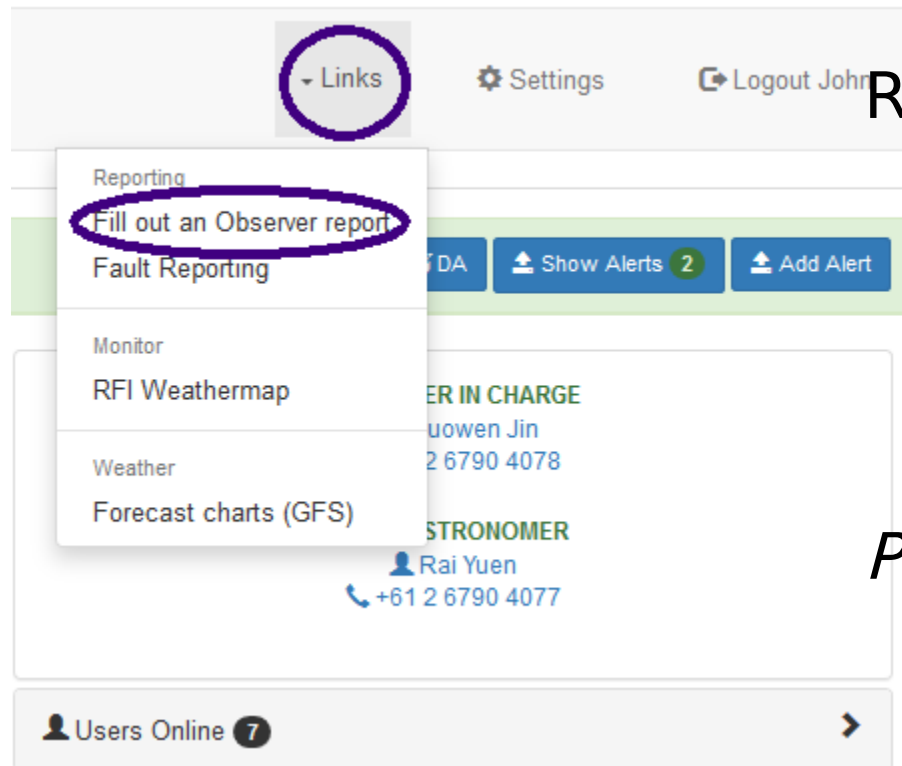 Links Settings Logout John
R
Reporting
Fill out an Observer report
Fault Reporting
DA Show Alerts 2 Add Alert
Monitor
RFI Weathermap
ER IN CHARGE
uowen Jin
2 6790 4078
Weather
Forecast charts (GFS)
STRONOMER
Rai Yuen
+61 2 6790 4077
P
Users Online 7